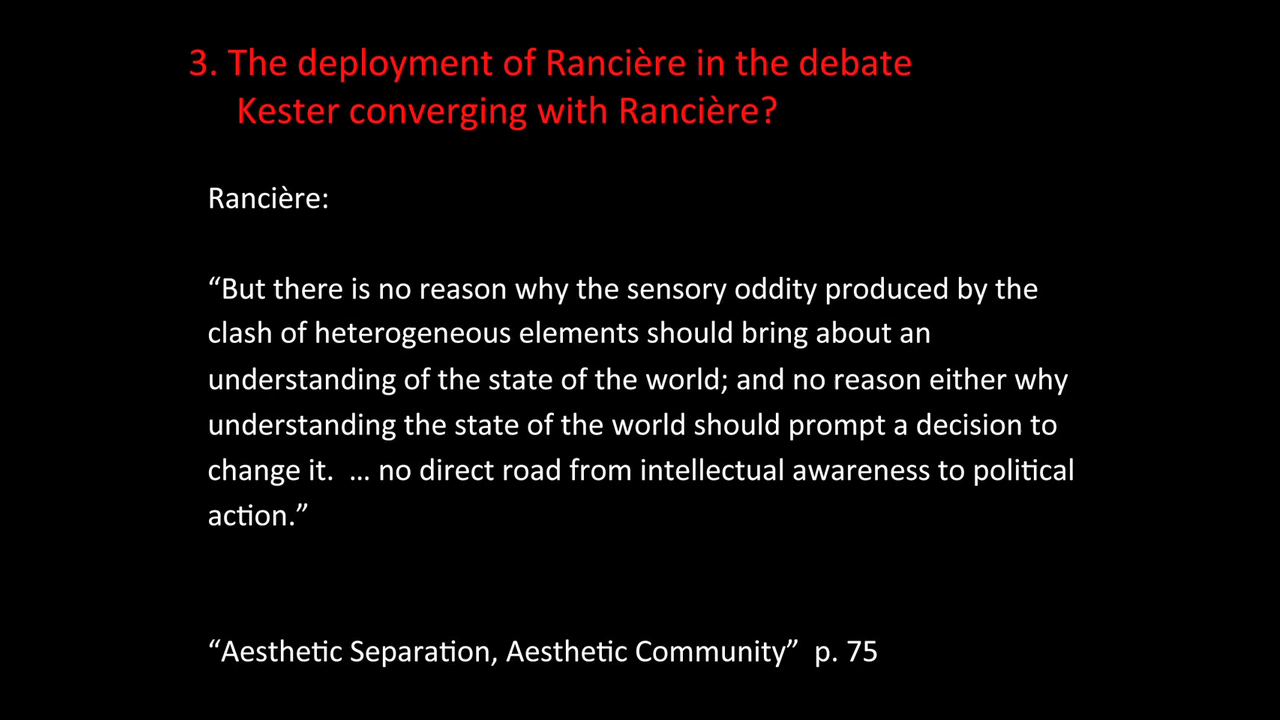 3. The deployment of Rancière in the debate
Kester converging with Rancière?
Rancière:
“But there is no reason why the sensory oddity produced by the
clash of heterogeneous elements should bring about an
understanding of the state of the world; and no reason either why
understanding the state of the world should prompt a decision to
change it.  ... no direct road from intellectual awareness to political
action.”
“Aesthetic Separation, Aesthetic Community”  p. 75